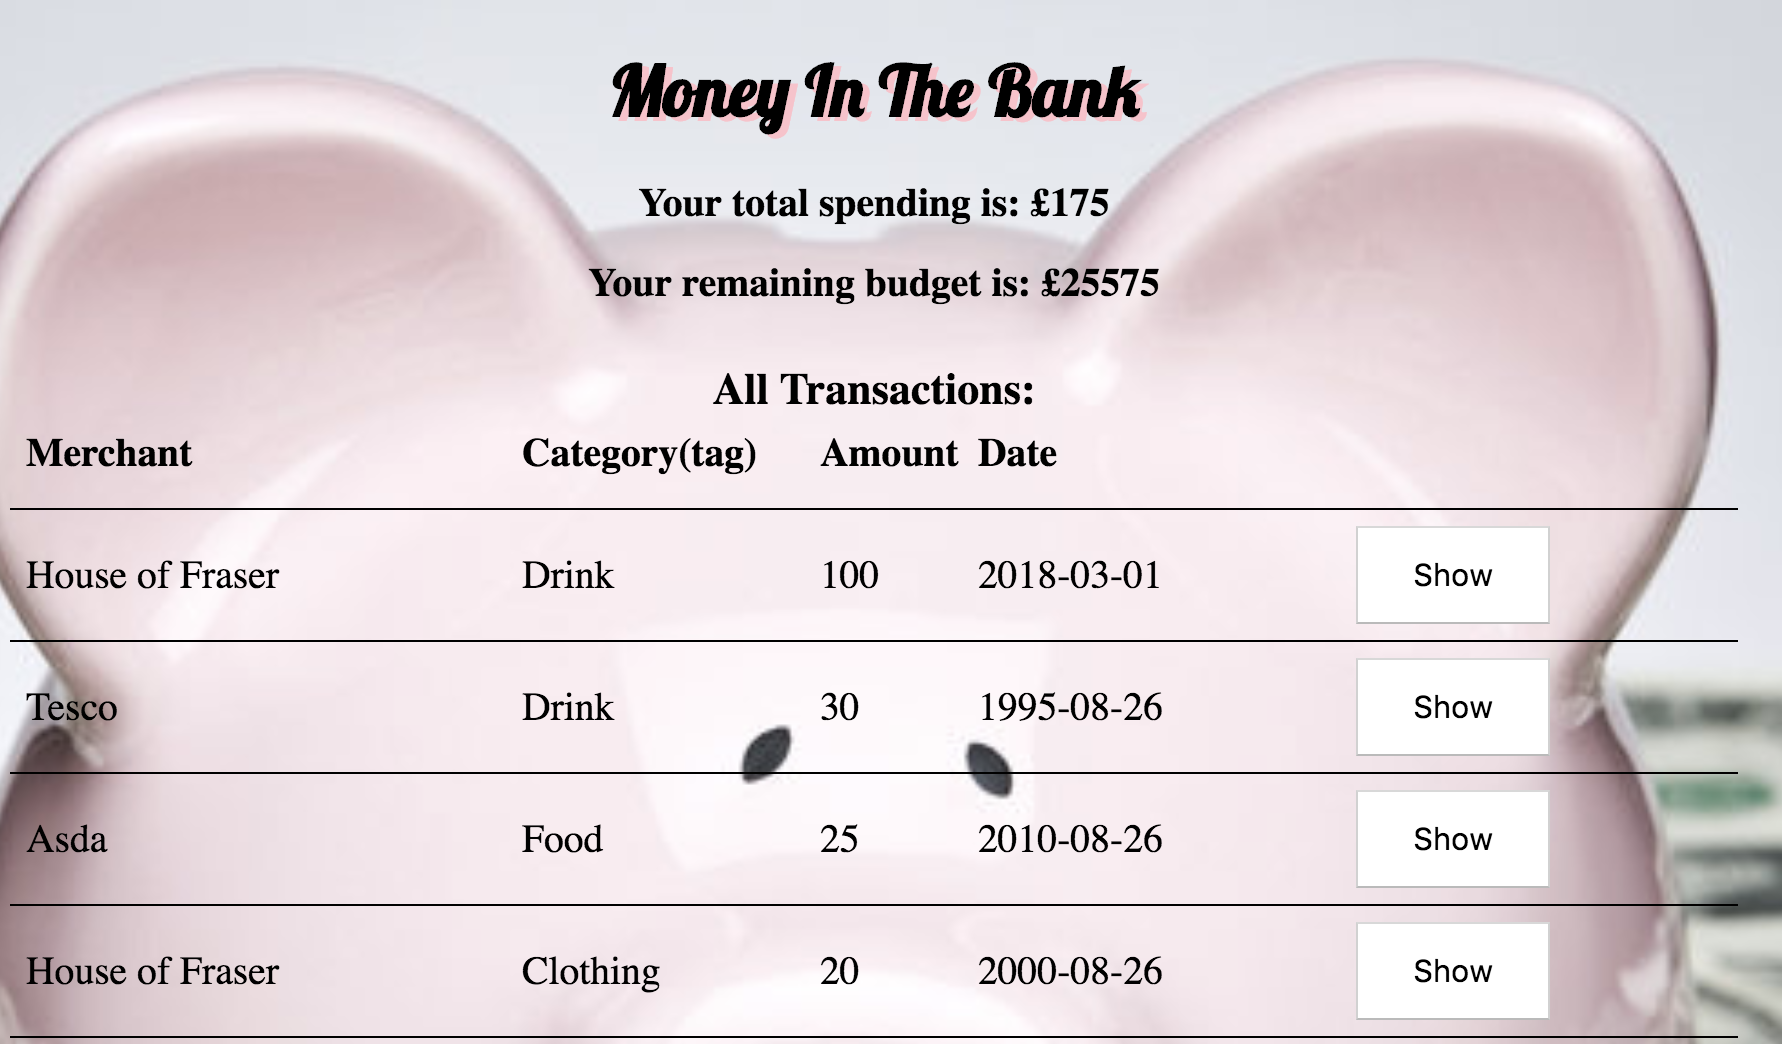 Money In The Bank
Your total spending is: £175
Your remaining budget is: £25575
All Transactions:
Merchant Category(tag) Amount Date
House of Fraser Drink 100 2018-03-01 Show
Tesco Drink 30 1995-08-26 Show
Asda Food 25 2010-08-26 Show
House of Fraser Clothing 20 2000-08-26 Show